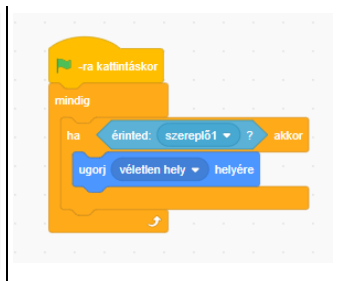 -ra kattintáskor
mindig
ha érinted: szereplő1 ? akkor
ugorj véletlen hely helyére